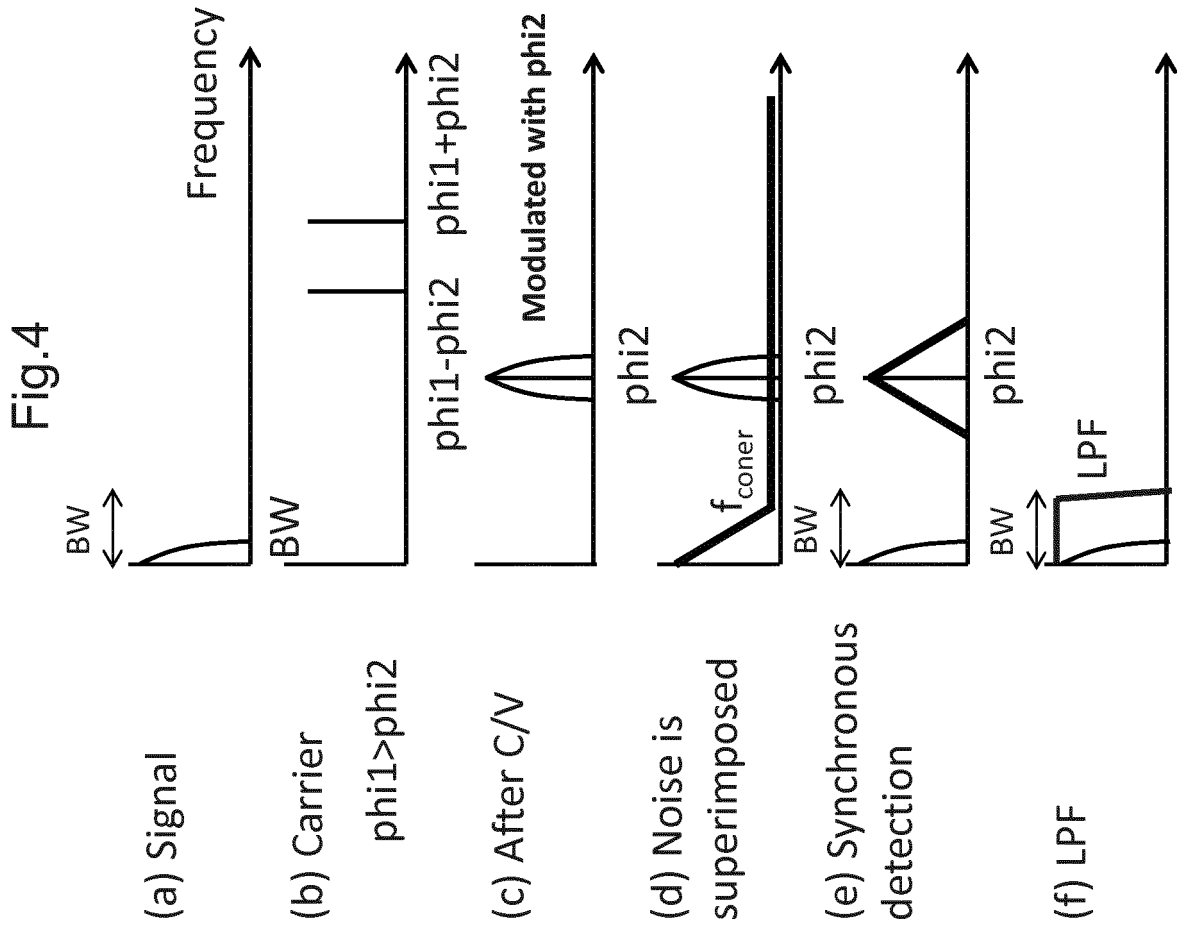 Fig.4
(a) Signal
BW
Frequency
(b) Carrier
phi1>phi2
BW
phi1-phi2
phi1+phi2
(c) After C/V
Modulated with phi2
phi2
(d) Noise is
superimposed
fconer
phi2
(e) Synchronous
detection
BW
phi2
(f) LPF
BW
LPF